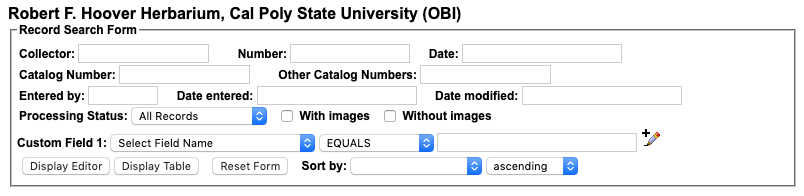 Robert F. Hoover Herbarium, Cal Poly State University (OBI)
Record Search Form
Collector: Number: Date:
Catalog Number: Other Catalog Numbers:
Entered by: Date entered: Date modified:
Processing Status: All Records With images Without images
Custom Field 1: Select Field Name EQUALS
Display Editor Display Table Reset Form Sort by: ascending